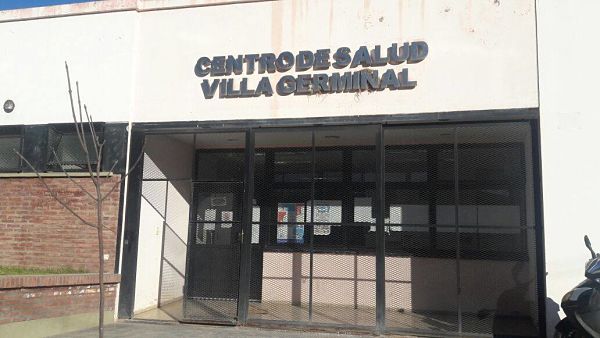 CENTRO DE SALUD
VILLA GERMINAL